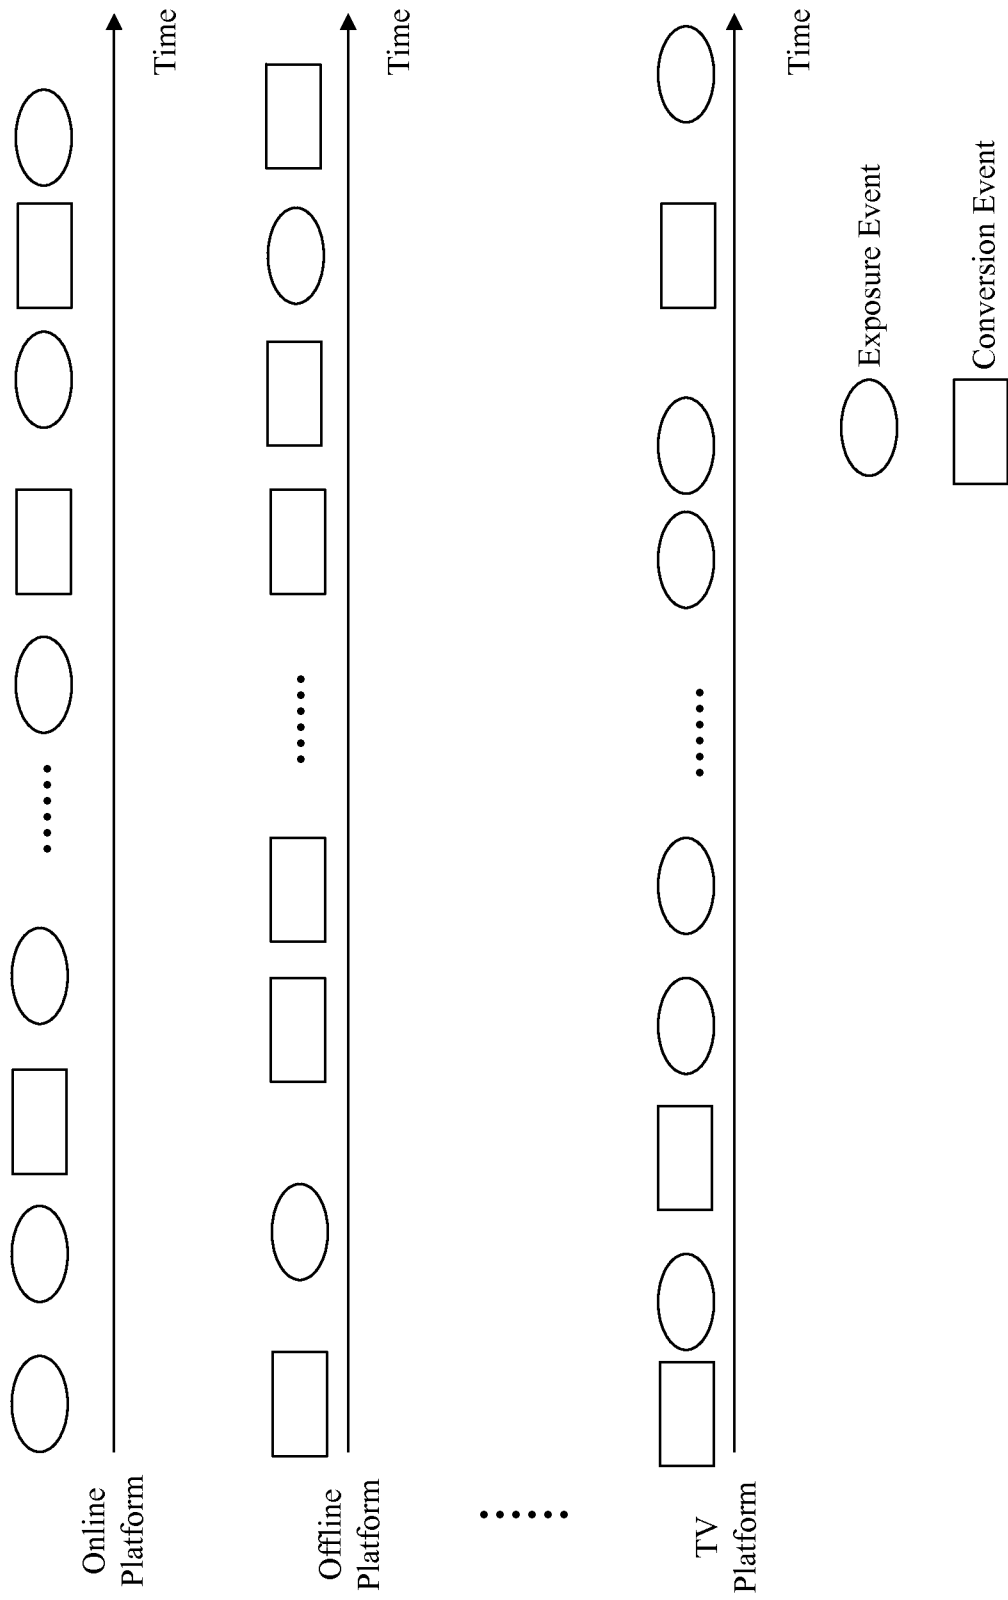 Online
Platform
Time
Offline
Platform
Time
......
......
......
......
TV
Platform
Time
Exposure Event
Conversion Event